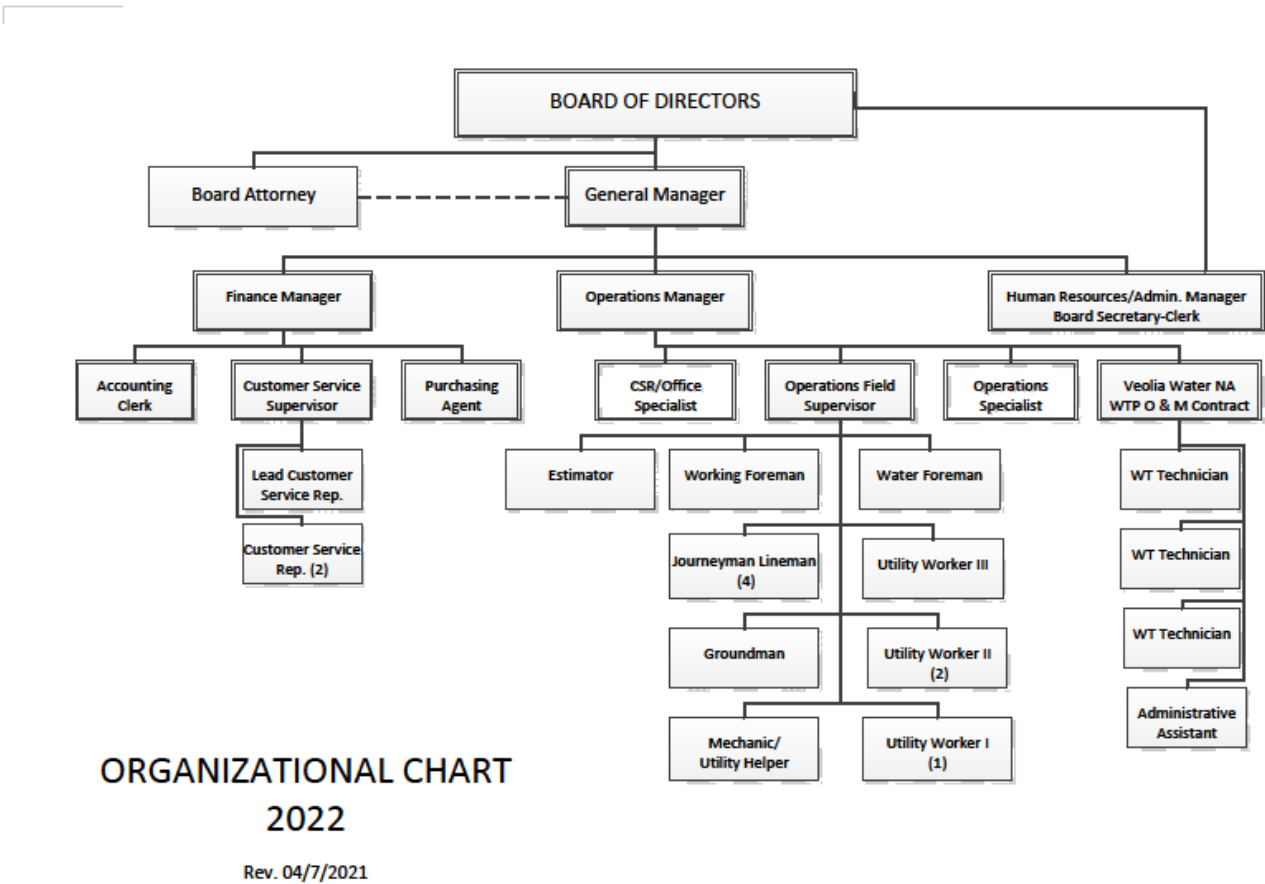 BOARD OF DIRECTORS
Board Attorney
General Manager
Finance Manager
Operations Manager
Human Resources/Admin. Manager
Board Secretary-Clerk
Accounting
Clerk
Customer Service
Supervisor
Purchasing
Agent
CSR/Office
Specialist
Operations Field
Supervisor
Operations
Specialist
Veolia Water NA
WTP O & M Contract
Lead Customer
Service Rep.
Estimator
Working Foreman
Water Foreman
WT Technician
Customer Service
Rep. (2)
Journeyman Lineman
(4)
Utility Worker III
WT Technician
Groundman
Utility Worker II
(2)
WT Technician
Mechanic/
Utility Helper
Utility Worker I
(1)
Administrative
Assistant
ORGANIZATIONAL CHART
2022
Rev. 04/7/2021